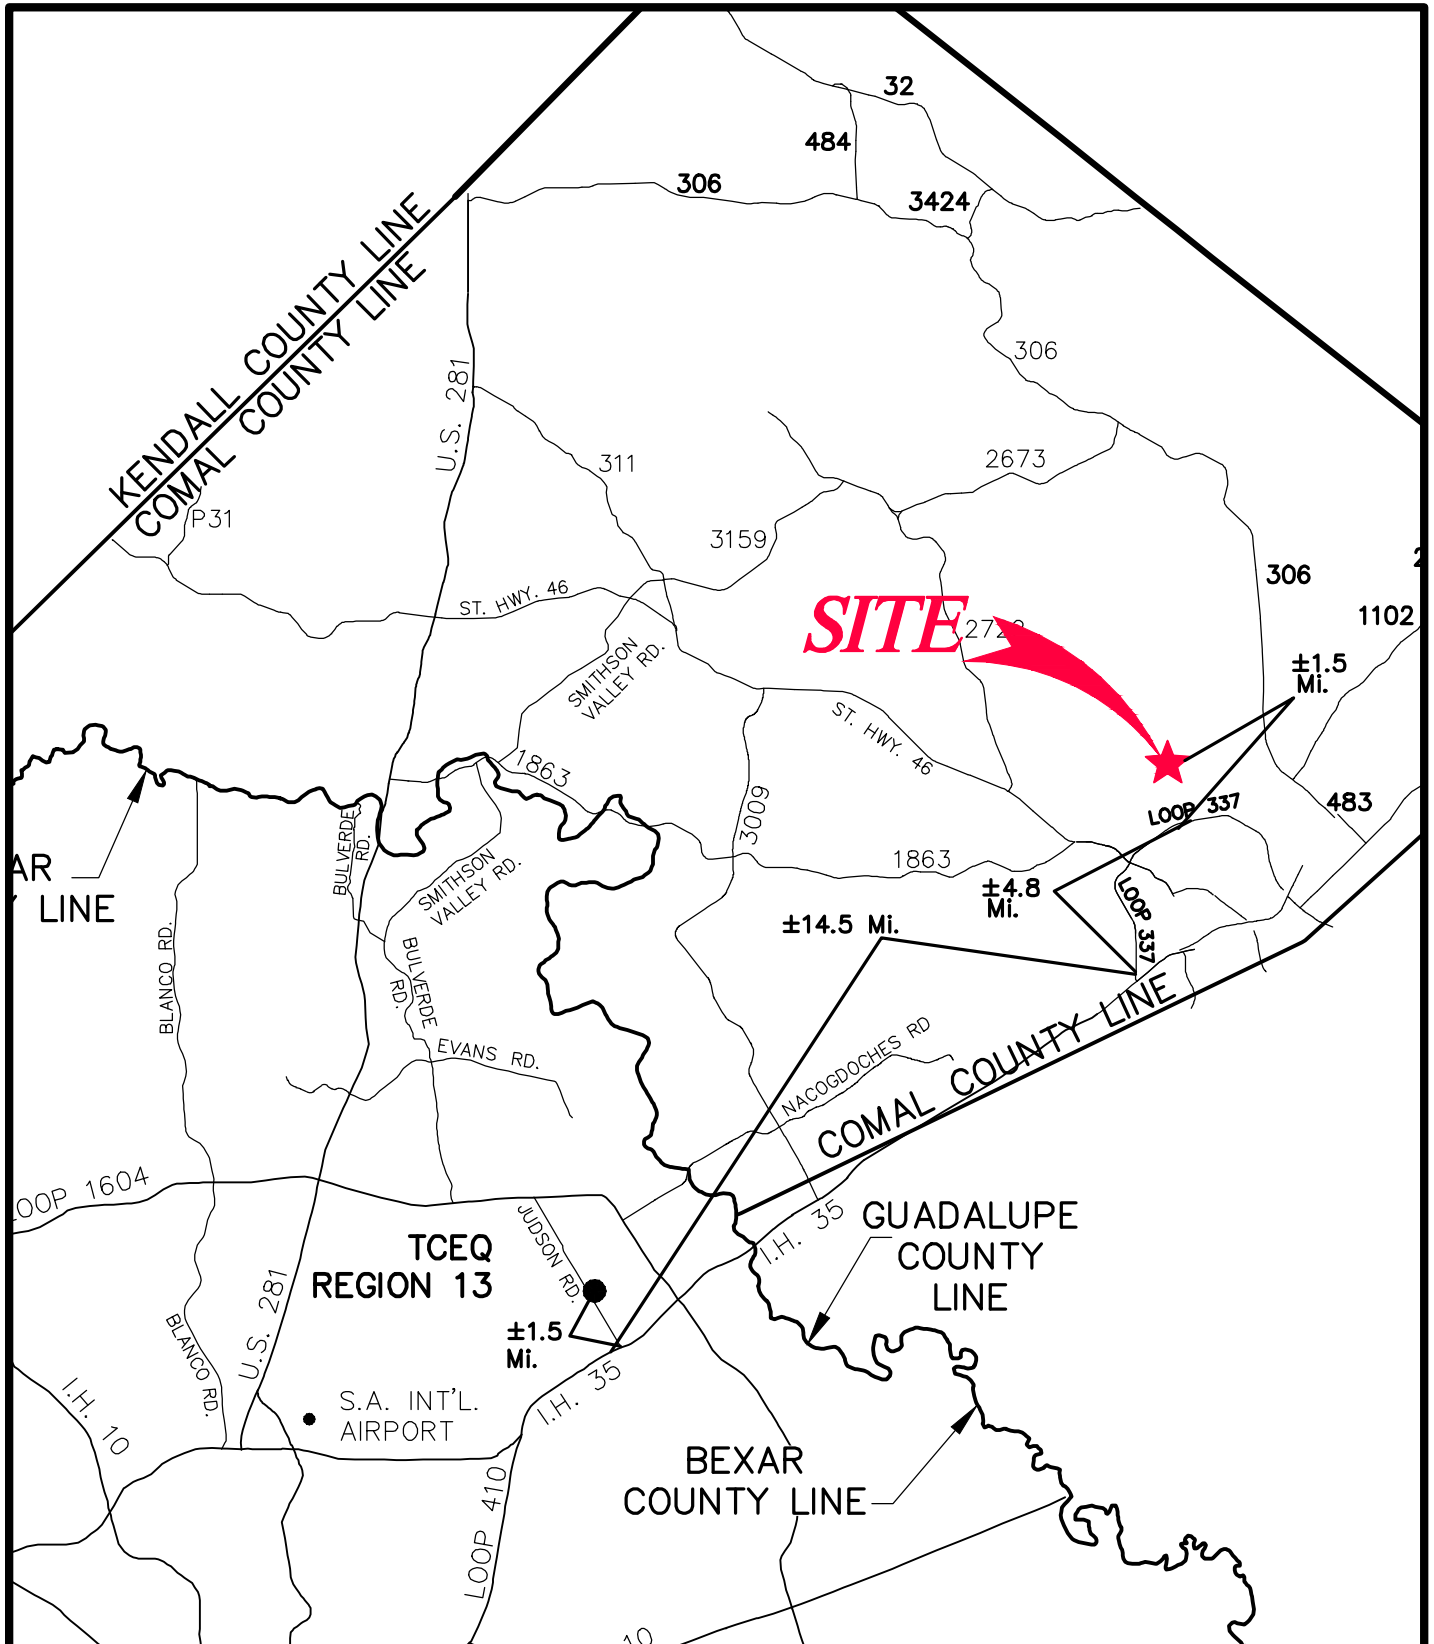 32
484
306
3424
KENDALL COUNTY LINE
COMAL COUNTY LINE
306
U.S. 281
311
2673
P31
3159
306
ST. HWY. 46
1102
SITE
SMITHSON
VALLEY RD.
±1.5
Mi.
ST. HWY. 46
1863
3009
BULVERDE
RD.
LOOP 337
483
SMITHSON
VALLEY RD.
1863
±4.8
Mi.
LOOP 337
LINE
±14.5 Mi.
BLANCO RD.
BULVERDE
RD.
EVANS RD.
NACOGDOCHES RD
COMAL COUNTY LINE
LOOP 1604
JUDSON RD.
I.H. 35
GUADALUPE
COUNTY
LINE
TCEQ
REGION 13
U.S. 281
BLANCO RD.
±1.5
Mi.
I.H. 35
I.H. 10
S.A. INT'L.
AIRPORT
BEXAR
COUNTY LINE
LOOP 410
10